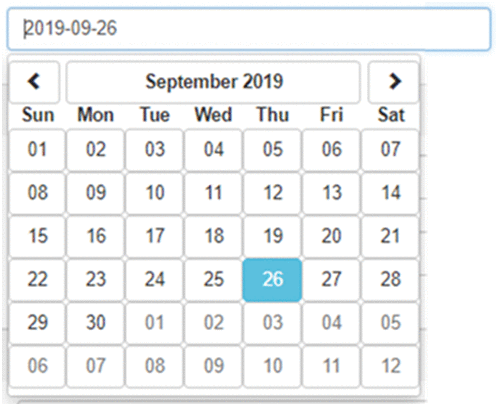 2019-09-26
September 2019
Sun Mon Tue Wed Thu Fri Sat
01 02 03 04 05 06 07
08 09 10 11 12 13 14
15 16 17 18 19 20 21
22 23 24 25 26 27 28
29 30 01 02 03 04 05
06 07 08 09 10 11 12